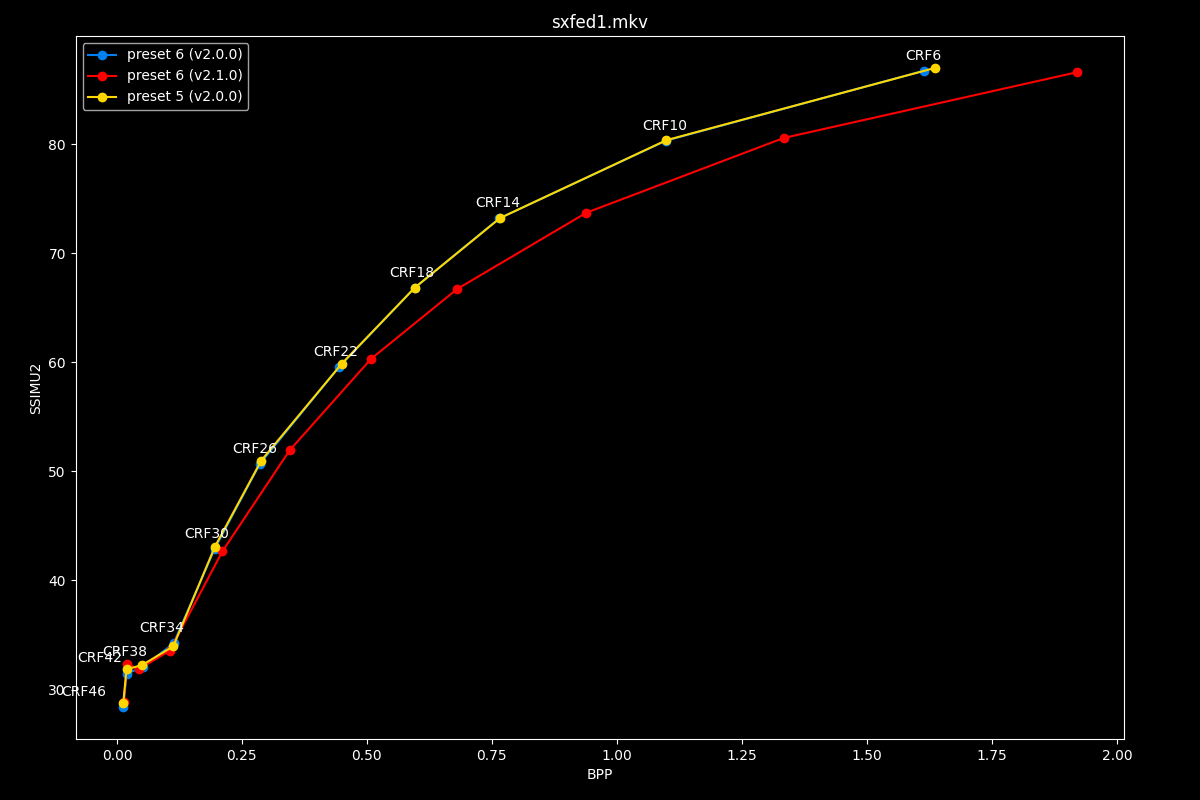 sxfed1.mkv
preset 6 (v2.0.0)
preset 6 (v2.1.0)
preset 5 (v2.0.0)
CRF6
CRF10
CRF14
CRF18
CRF22
CRF26
CRF30
CRF34
CRF38
CRF42
CRF46
80
70
60
50
40
30
SSIMU2
0.00 0.25 0.50 0.75 1.00 1.25 1.50 1.75 2.00
BPP